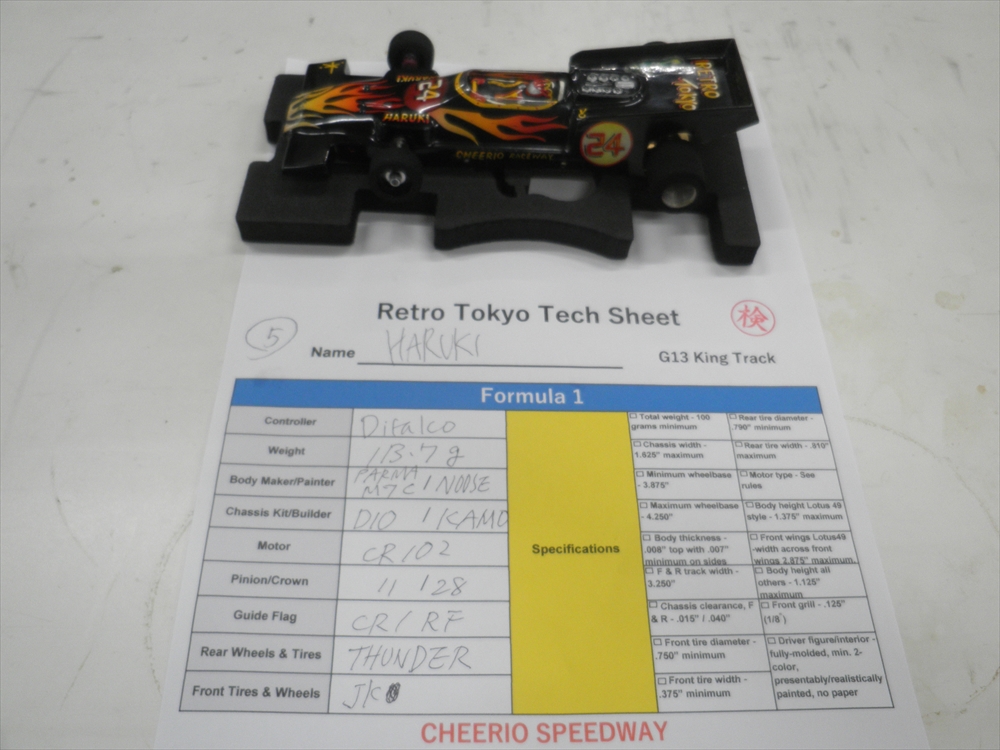 RETRO
TOKYO
HARUKI
24
HARUKI
24
CHEERIO SPEEDWAY
Retro Tokyo Tech Sheet
検
5
Name HARUKI
G13 King Track
Formula 1
Controller Difalco
Weight 113.7g
Body Maker/Painter PARMA MTC / NOOSE
Chassis Kit/Builder DIO / KAMO
Motor CR102
Pinion/Crown 11 / 28
Guide Flag CR / RF
Rear Wheels & Tires THUNDER
Front Tires & Wheels J/K
Specifications
Total weight - 100
grams minimum
Rear tire diameter -
.790" minimum
Chassis width -
1.625" maximum
Rear tire width - .810"
maximum
Minimum wheelbase
- 3.875"
Motor type - See
rules
Maximum wheelbase
- 4.250"
Body height Lotus 49
style - 1.375" maximum
Body thickness -
.008" top with .007"
minimum on sides
Front wings Lotus49
-width across front
wings 2.875" maximum.
F & R track width -
3.250"
Body height all
others - 1.125"
maximum
Chassis clearance, F
& R - .015" / .040"
Front grill - .125"
(1/8")
Front tire diameter -
.750" minimum
Driver figure/interior -
fully-molded, min. 2-
color,
presentably/realistically
painted, no paper
Front tire width -
.375" minimum
CHEERIO SPEEDWAY